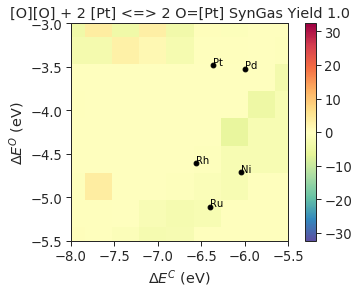 [O][O] + 2 [Pt] <=> 2 O=[Pt] SynGas Yield 1.0
−3.0
−3.5
−4.0
−4.5
−5.0
−5.5
ΔE^O (eV)
Pt
Pd
Rh
Ni
Ru
−8.0 −7.5 −7.0 −6.5 −6.0 −5.5
ΔE^C (eV)
30
20
10
0
−10
−20
−30